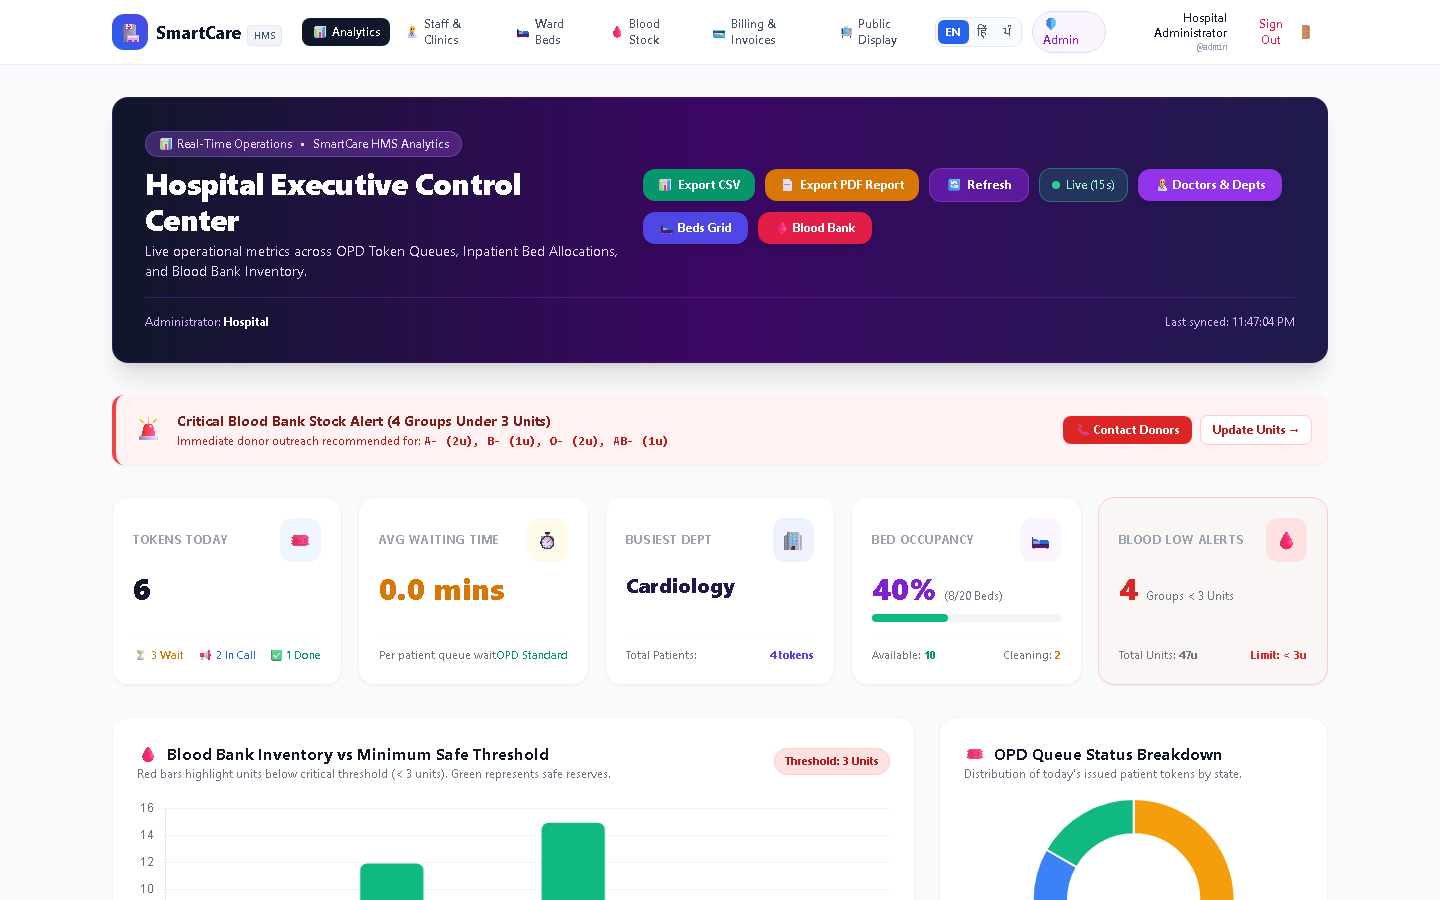 SmartCare HMS
Analytics
Staff & Clinics
Ward Beds
Blood Stock
Billing & Invoices
Public Display
EN
हिं
ਪੰ
Admin
Hospital Administrator
@admin
Sign Out
Real-Time Operations • SmartCare HMS Analytics
Hospital Executive Control
Center
Live operational metrics across OPD Token Queues, Inpatient Bed Allocations,
and Blood Bank Inventory.
Export CSV
Export PDF Report
Refresh
Live (15s)
Doctors & Depts
Beds Grid
Blood Bank
Administrator: Hospital
Last synced: 11:47:04 PM
Critical Blood Bank Stock Alert (4 Groups Under 3 Units)
Immediate donor outreach recommended for: A- (2u), B- (1u), O- (2u), AB- (1u)
Contact Donors
Update Units →
TOKENS TODAY
6
3 Wait
2 In Call
1 Done
AVG WAITING TIME
0.0 mins
Per patient queue wait
OPD Standard
BUSIEST DEPT
Cardiology
Total Patients:
4 tokens
BED OCCUPANCY
40% (8/20 Beds)
Available: 10
Cleaning: 2
BLOOD LOW ALERTS
4 Groups < 3 Units
Total Units: 47u
Limit: < 3u
Blood Bank Inventory vs Minimum Safe Threshold
Red bars highlight units below critical threshold (< 3 units). Green represents safe reserves.
Threshold: 3 Units
16
14
12
10
OPD Queue Status Breakdown
Distribution of today's issued patient tokens by state.